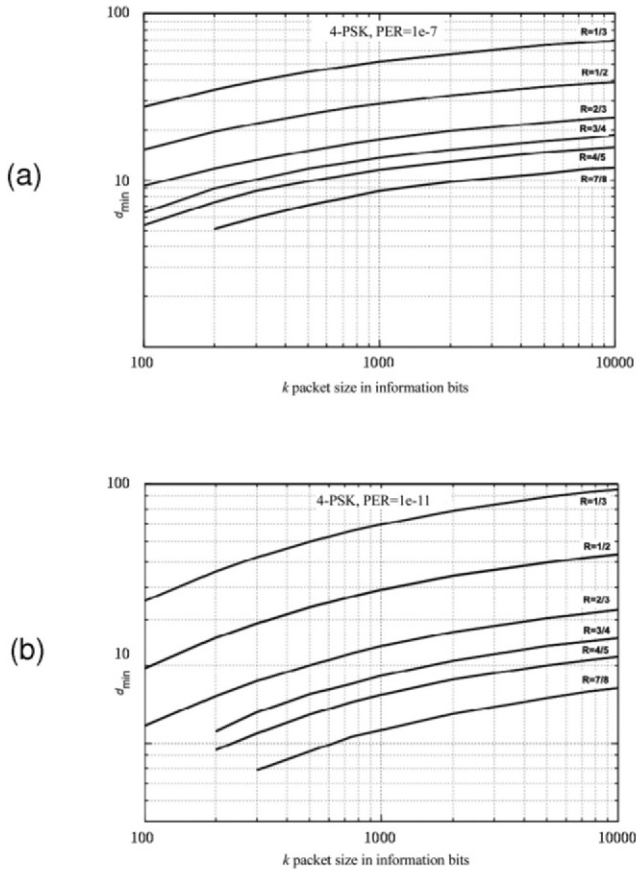 100
4-PSK, PER=1e-7
R=1/3
R=1/2
R=2/3
R=3/4
R=4/5
R=7/8
10
dmin
(a)
100
1000
10000
k packet size in information bits
100
4-PSK, PER=1e-11
R=1/3
R=1/2
R=2/3
R=3/4
R=4/5
R=7/8
10
dmin
(b)
100
1000
10000
k packet size in information bits